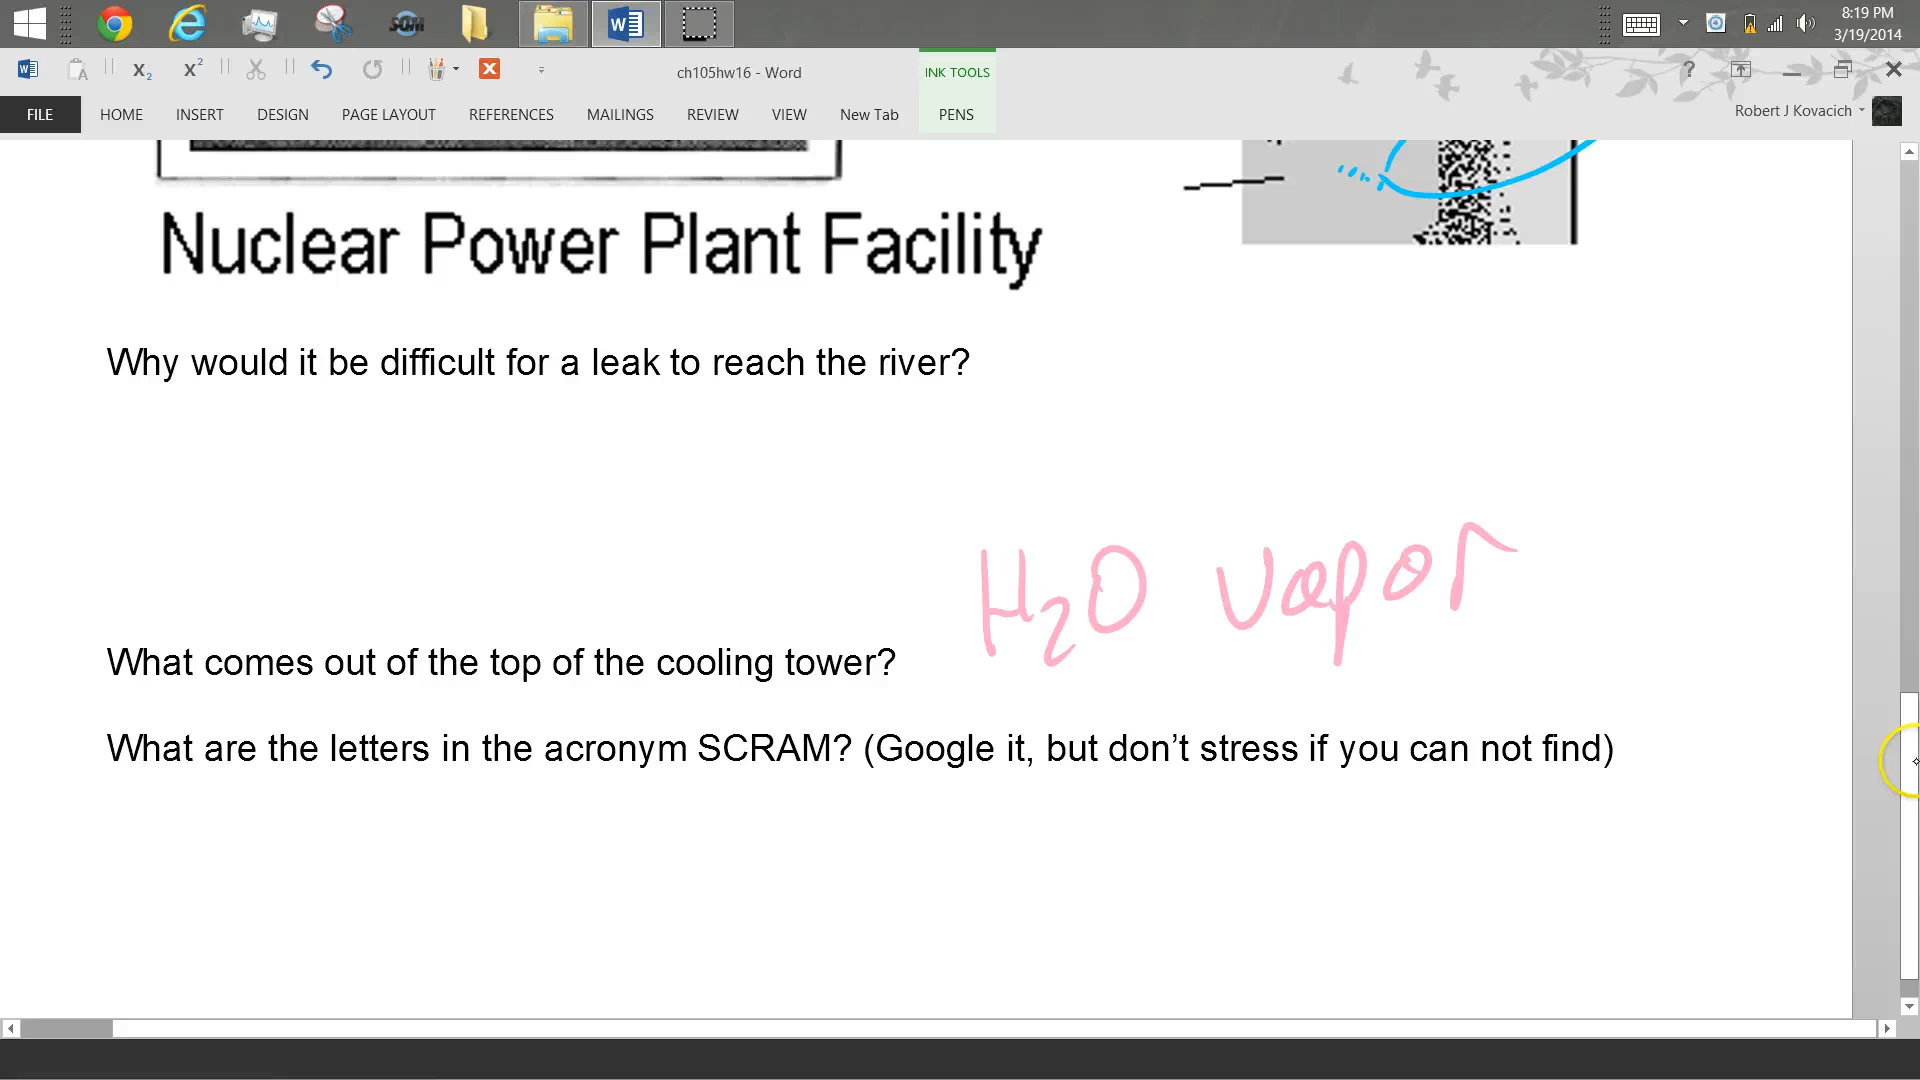 8:19 PM
3/19/2014
ch105hw16 - Word
INK TOOLS
FILE HOME INSERT DESIGN PAGE LAYOUT REFERENCES MAILINGS REVIEW VIEW New Tab PENS
Robert J Kovacich
Nuclear Power Plant Facility
Why would it be difficult for a leak to reach the river?
H2O vapor
What comes out of the top of the cooling tower?
What are the letters in the acronym SCRAM? (Google it, but don’t stress if you can not find)